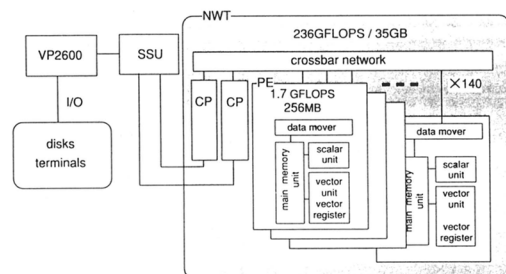 NWT
236GFLOPS / 35GB
VP2600
SSU
crossbar network
I/O
CP
CP
PE
1.7 GFLOPS
256MB
×140
disks
terminals
data mover
main memory
unit
scalar
unit
vector
unit
vector
register
data mover
main memory
unit
scalar
unit
vector
unit
vector
register